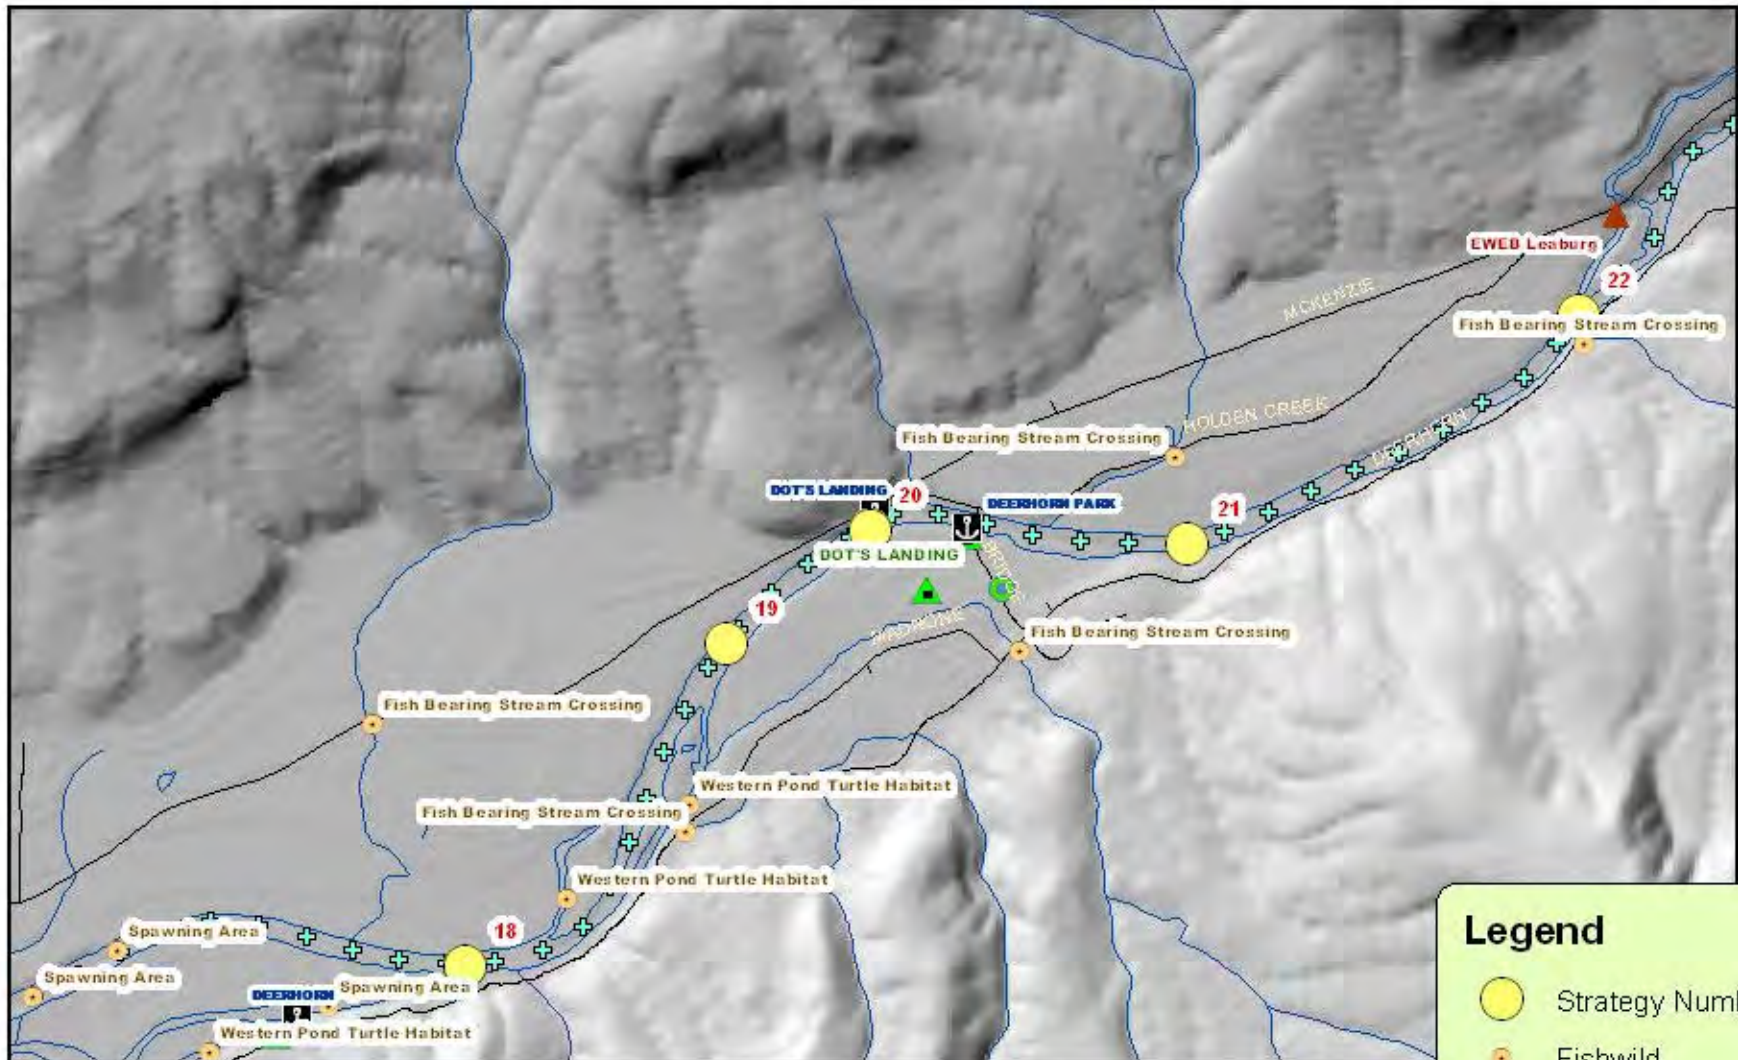 EWEB Leaburg
22
MCKENZIE
Fish Bearing Stream Crossing
HOLDEN CREEK
DEERHORN
Fish Bearing Stream Crossing
DOT'S LANDING
20
DEERHORN PARK
21
DOT'S LANDING
BRIDGE
19
MADRONE
Fish Bearing Stream Crossing
Fish Bearing Stream Crossing
Western Pond Turtle Habitat
Fish Bearing Stream Crossing
Western Pond Turtle Habitat
18
Spawning Area
Spawning Area
Spawning Area
DEERHORN
Western Pond Turtle Habitat
Legend
Strategy Num
Fishwild